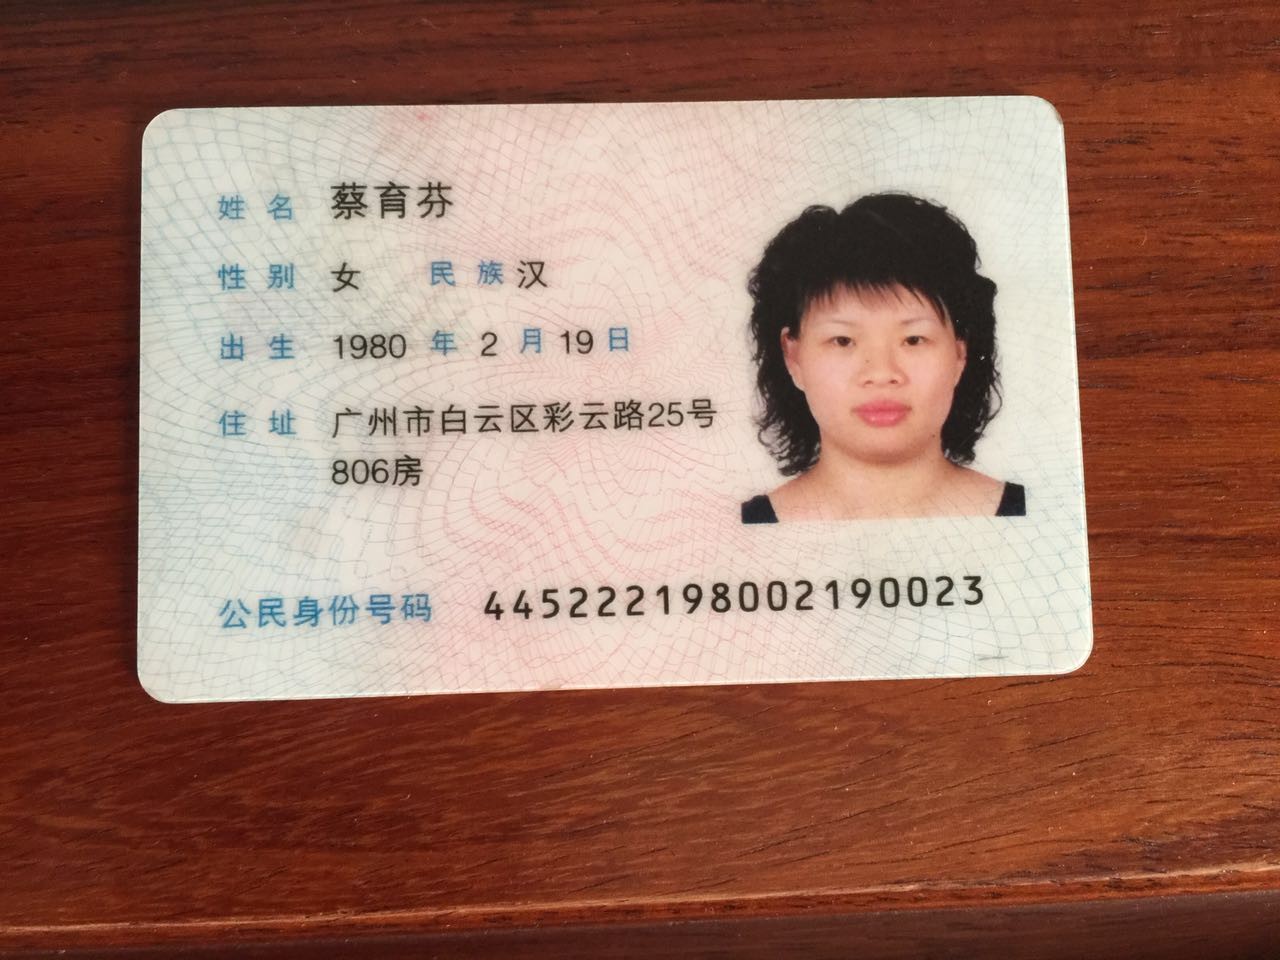 姓名 蔡育芬
性别 女 民族 汉
出生 1980 年 2 月 19 日
住址 广州市白云区彩云路25号
806房
公民身份号码 445222198002190023